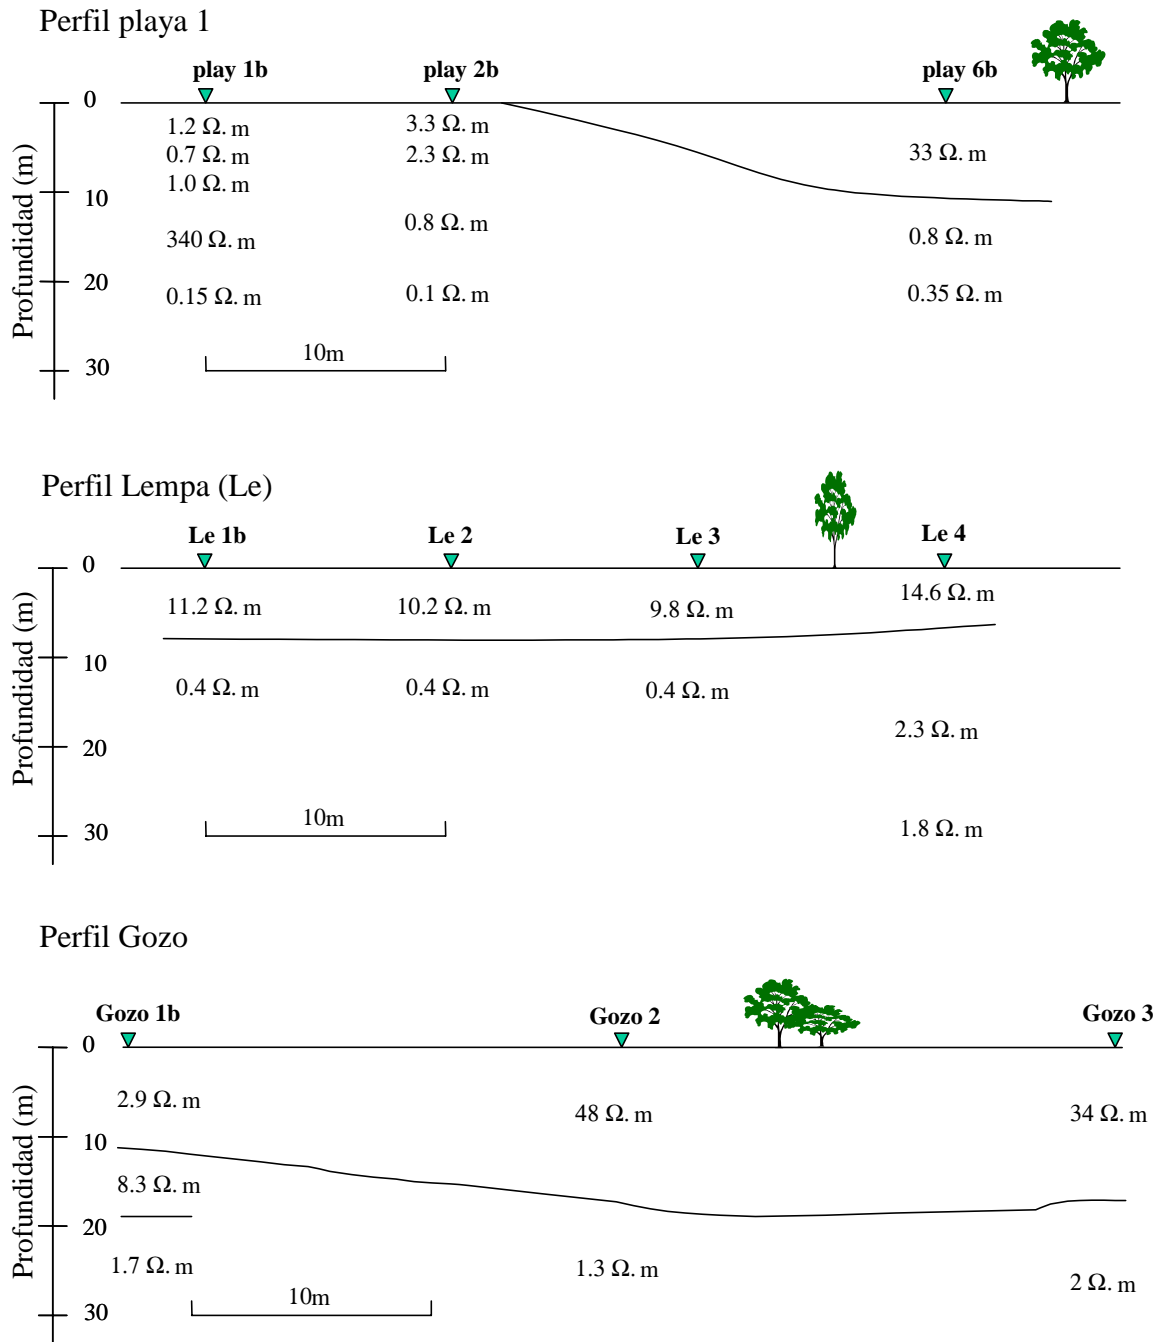 Perfil playa 1
play 1b play 2b play 6b
0
1.2 Ω. m 3.3 Ω. m
0.7 Ω. m 2.3 Ω. m 33 Ω. m
1.0 Ω. m
10
0.8 Ω. m
340 Ω. m 0.8 Ω. m
20
0.15 Ω. m 0.1 Ω. m 0.35 Ω. m
10m
30
Profundidad (m)
Perfil Lempa (Le)
Le 1b Le 2 Le 3 Le 4
0
11.2 Ω. m 10.2 Ω. m 9.8 Ω. m 14.6 Ω. m
10
0.4 Ω. m 0.4 Ω. m 0.4 Ω. m
2.3 Ω. m
20
10m
30 1.8 Ω. m
Profundidad (m)
Perfil Gozo
Gozo 1b Gozo 2 Gozo 3
0
2.9 Ω. m 48 Ω. m 34 Ω. m
10
8.3 Ω. m
20
1.7 Ω. m 1.3 Ω. m 2 Ω. m
10m
30
Profundidad (m)